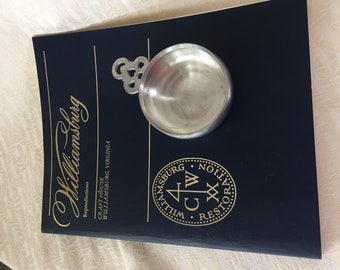 Williamsburg
Reproductions
CRAFT HOUSE
WILLIAMSBURG, VIRGINIA
WILLIAMSBURG RESTORATION
C W